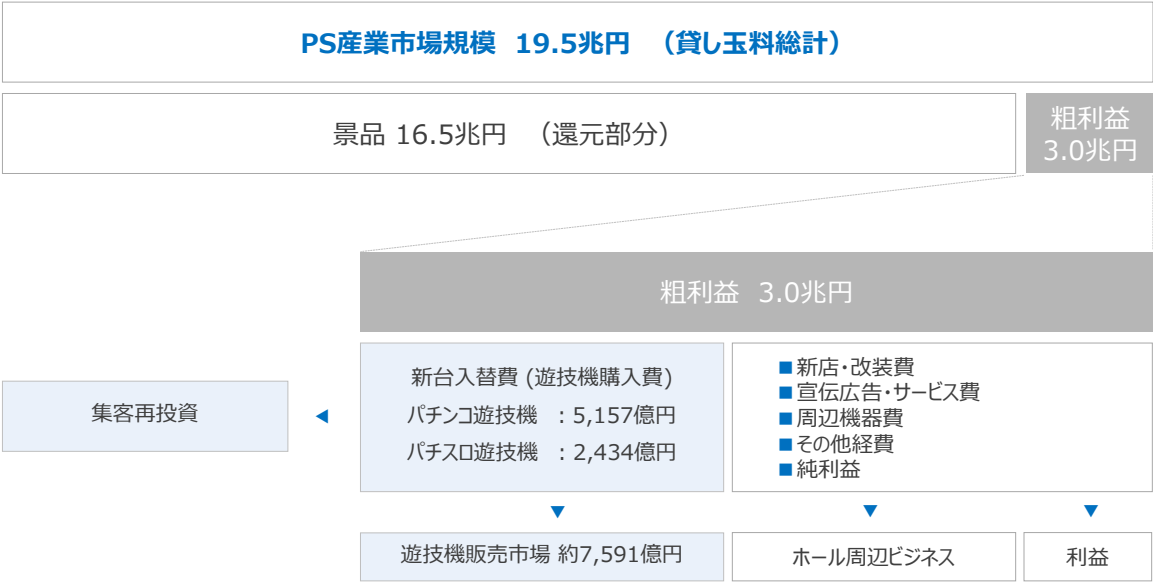 PS産業市場規模 19.5兆円 （貸し玉料総計）
景品 16.5兆円 （還元部分）
粗利益
3.0兆円
粗利益 3.0兆円
新台入替費 (遊技機購入費)
パチンコ遊技機 ：5,157億円
パチスロ遊技機 ：2,434億円
■新店・改装費
■宣伝広告・サービス費
■周辺機器費
■その他経費
■純利益
集客再投資
遊技機販売市場 約7,591億円
ホール周辺ビジネス
利益